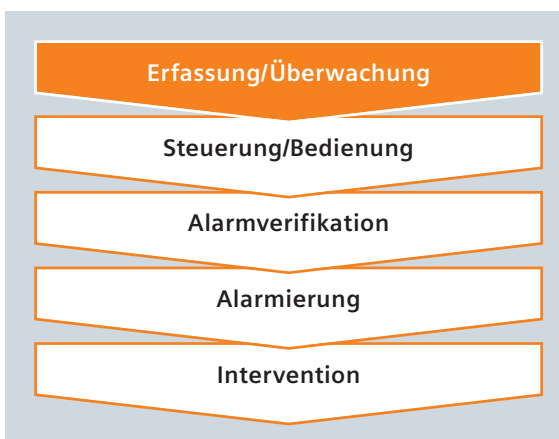 Erfassung/Überwachung
Steuerung/Bedienung
Alarmverifikation
Alarmierung
Intervention